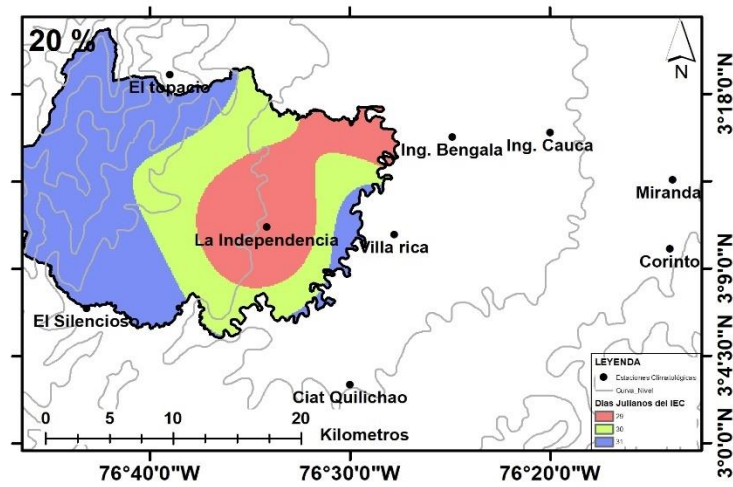 20 %
El topacio
N
3°18'0"N
Ing. Bengala
Ing. Cauca
Miranda
La Independencia
Villa rica
Corinto
3°9'0"N
El Silencioso
LEYENDA
Estaciones Climatológicas
Curva_Nivel
Dias Julianos del IEC
29
30
31
3°4'30"N
Ciat Quilichao
0 5 10 20
Kilometros
3°0'0"N
76°40'0"W 76°30'0"W 76°20'0"W